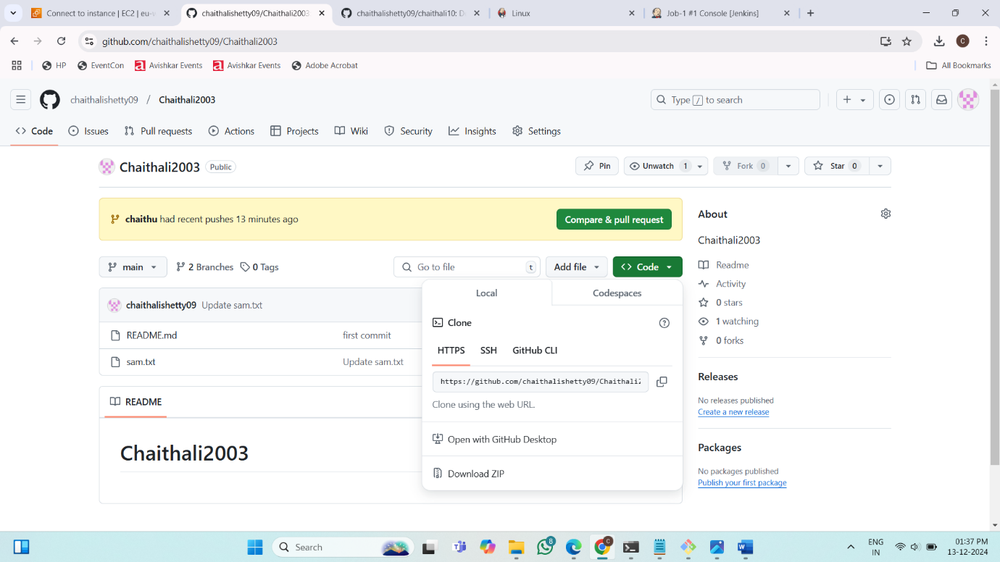 Connect to instance | EC2 | eu-w
chaithalishetty09/Chaithali2003
chaithalishetty09/chaithali10: D
Linux
Job-1 #1 Console [Jenkins]
github.com/chaithalishetty09/Chaithali2003
C
HP
EventCon
Avishkar Events
Avishkar Events
Adobe Acrobat
All Bookmarks
chaithalishetty09 / Chaithali2003
Type / to search
Code
Issues
Pull requests
Actions
Projects
Wiki
Security
Insights
Settings
Chaithali2003 Public
Pin
Unwatch 1
Fork 0
Star 0
chaithu had recent pushes 13 minutes ago
Compare & pull request
main
2 Branches
0 Tags
Go to file t
Add file
Code
Local
Codespaces
Clone
HTTPS
SSH
GitHub CLI
https://github.com/chaithalishetty09/Chaithali2
Clone using the web URL.
Open with GitHub Desktop
Download ZIP
chaithalishetty09 Update sam.txt
README.md first commit
sam.txt Update sam.txt
README
Chaithali2003
About
Chaithali2003
Readme
Activity
0 stars
1 watching
0 forks
Releases
No releases published
Create a new release
Packages
No packages published
Publish your first package
Search
8
C
ENG
IN
01:37 PM
13-12-2024